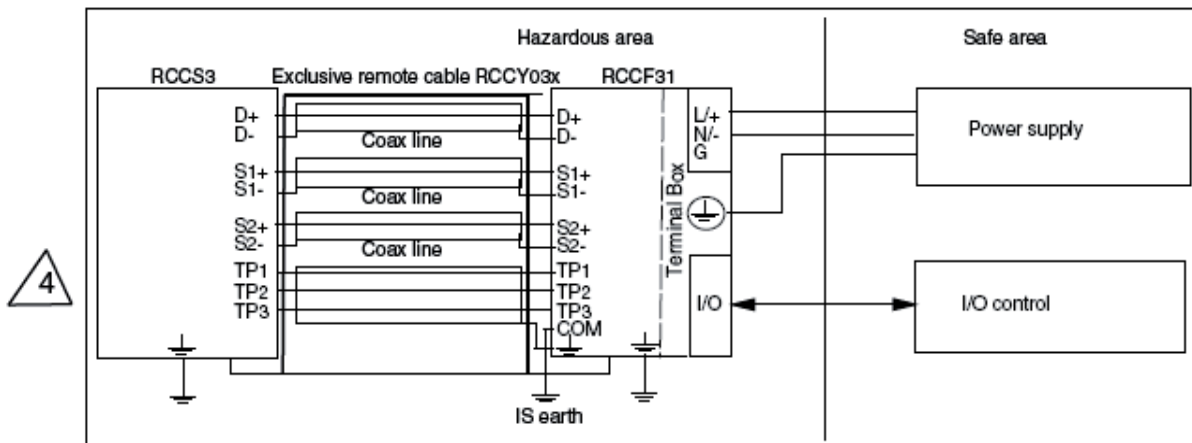 Hazardous area
Safe area
RCCS3
Exclusive remote cable RCCY03x
RCCF31
D+
D-
S1+
S1-
S2+
S2-
TP1
TP2
TP3
Coax line
Coax line
Coax line
D+
D-
S1+
S1-
S2+
S2-
TP1
TP2
TP3
COM
Terminal Box
L/+
N/-
G
I/O
Power supply
I/O control
IS earth
4